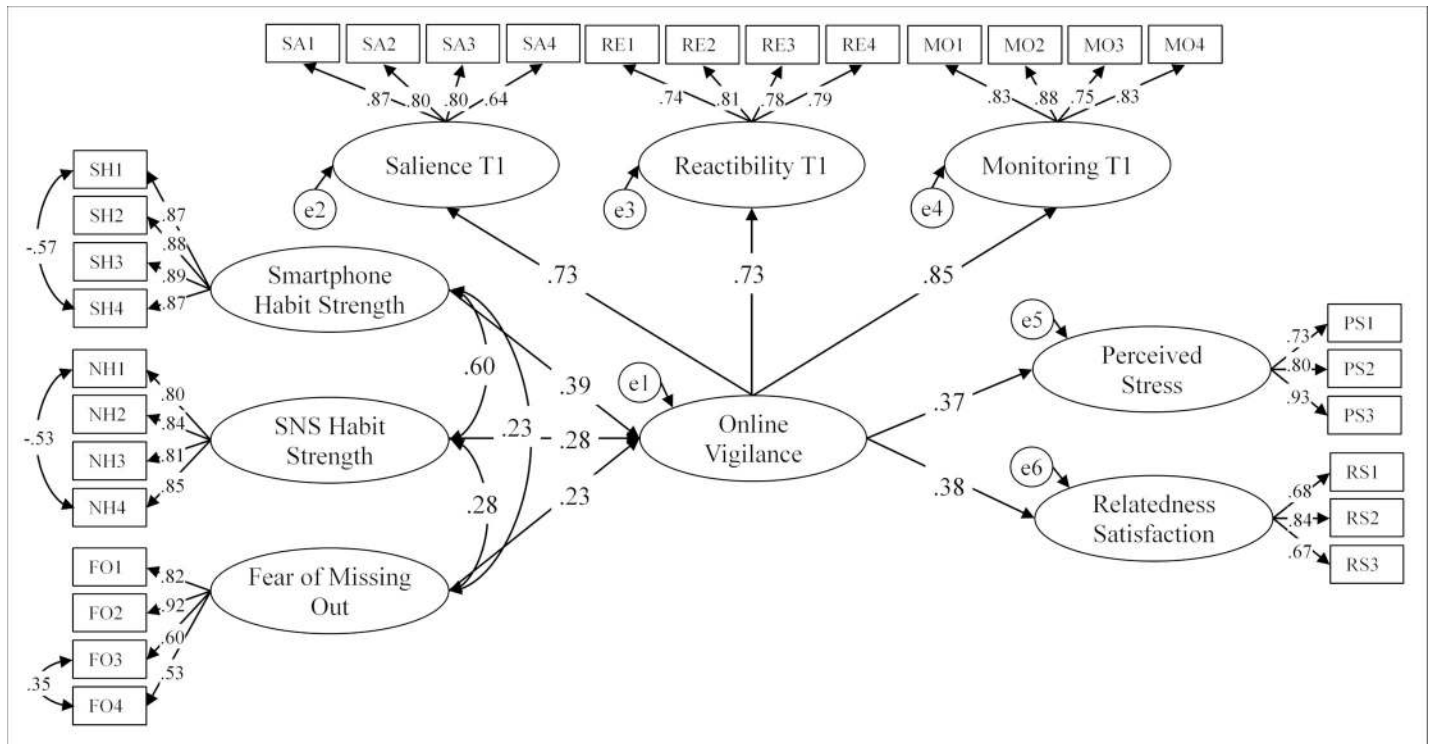 SA1 SA2 SA3 SA4 RE1 RE2 RE3 RE4 MO1 MO2 MO3 MO4
.87 .80 .80 .64 .74 .81 .78 .79 .83 .88 .75 .83
Salience T1 Reactibility T1 Monitoring T1
e2 e3 e4
SH1
SH2
SH3
SH4
-.57
.87
.88
.89
.87
Smartphone
Habit Strength
NH1
NH2
NH3
NH4
-.53
.80
.84
.81
.85
SNS Habit
Strength
FO1
FO2
FO3
FO4
.35
.82
.92
.60
.53
Fear of Missing
Out
.60
.23
.28
.39
.28
.23
.73
.73
.85
e1
Online
Vigilance
.37
.38
e5
Perceived
Stress
.73
.80
.93
PS1
PS2
PS3
e6
Relatedness
Satisfaction
.68
.84
.67
RS1
RS2
RS3